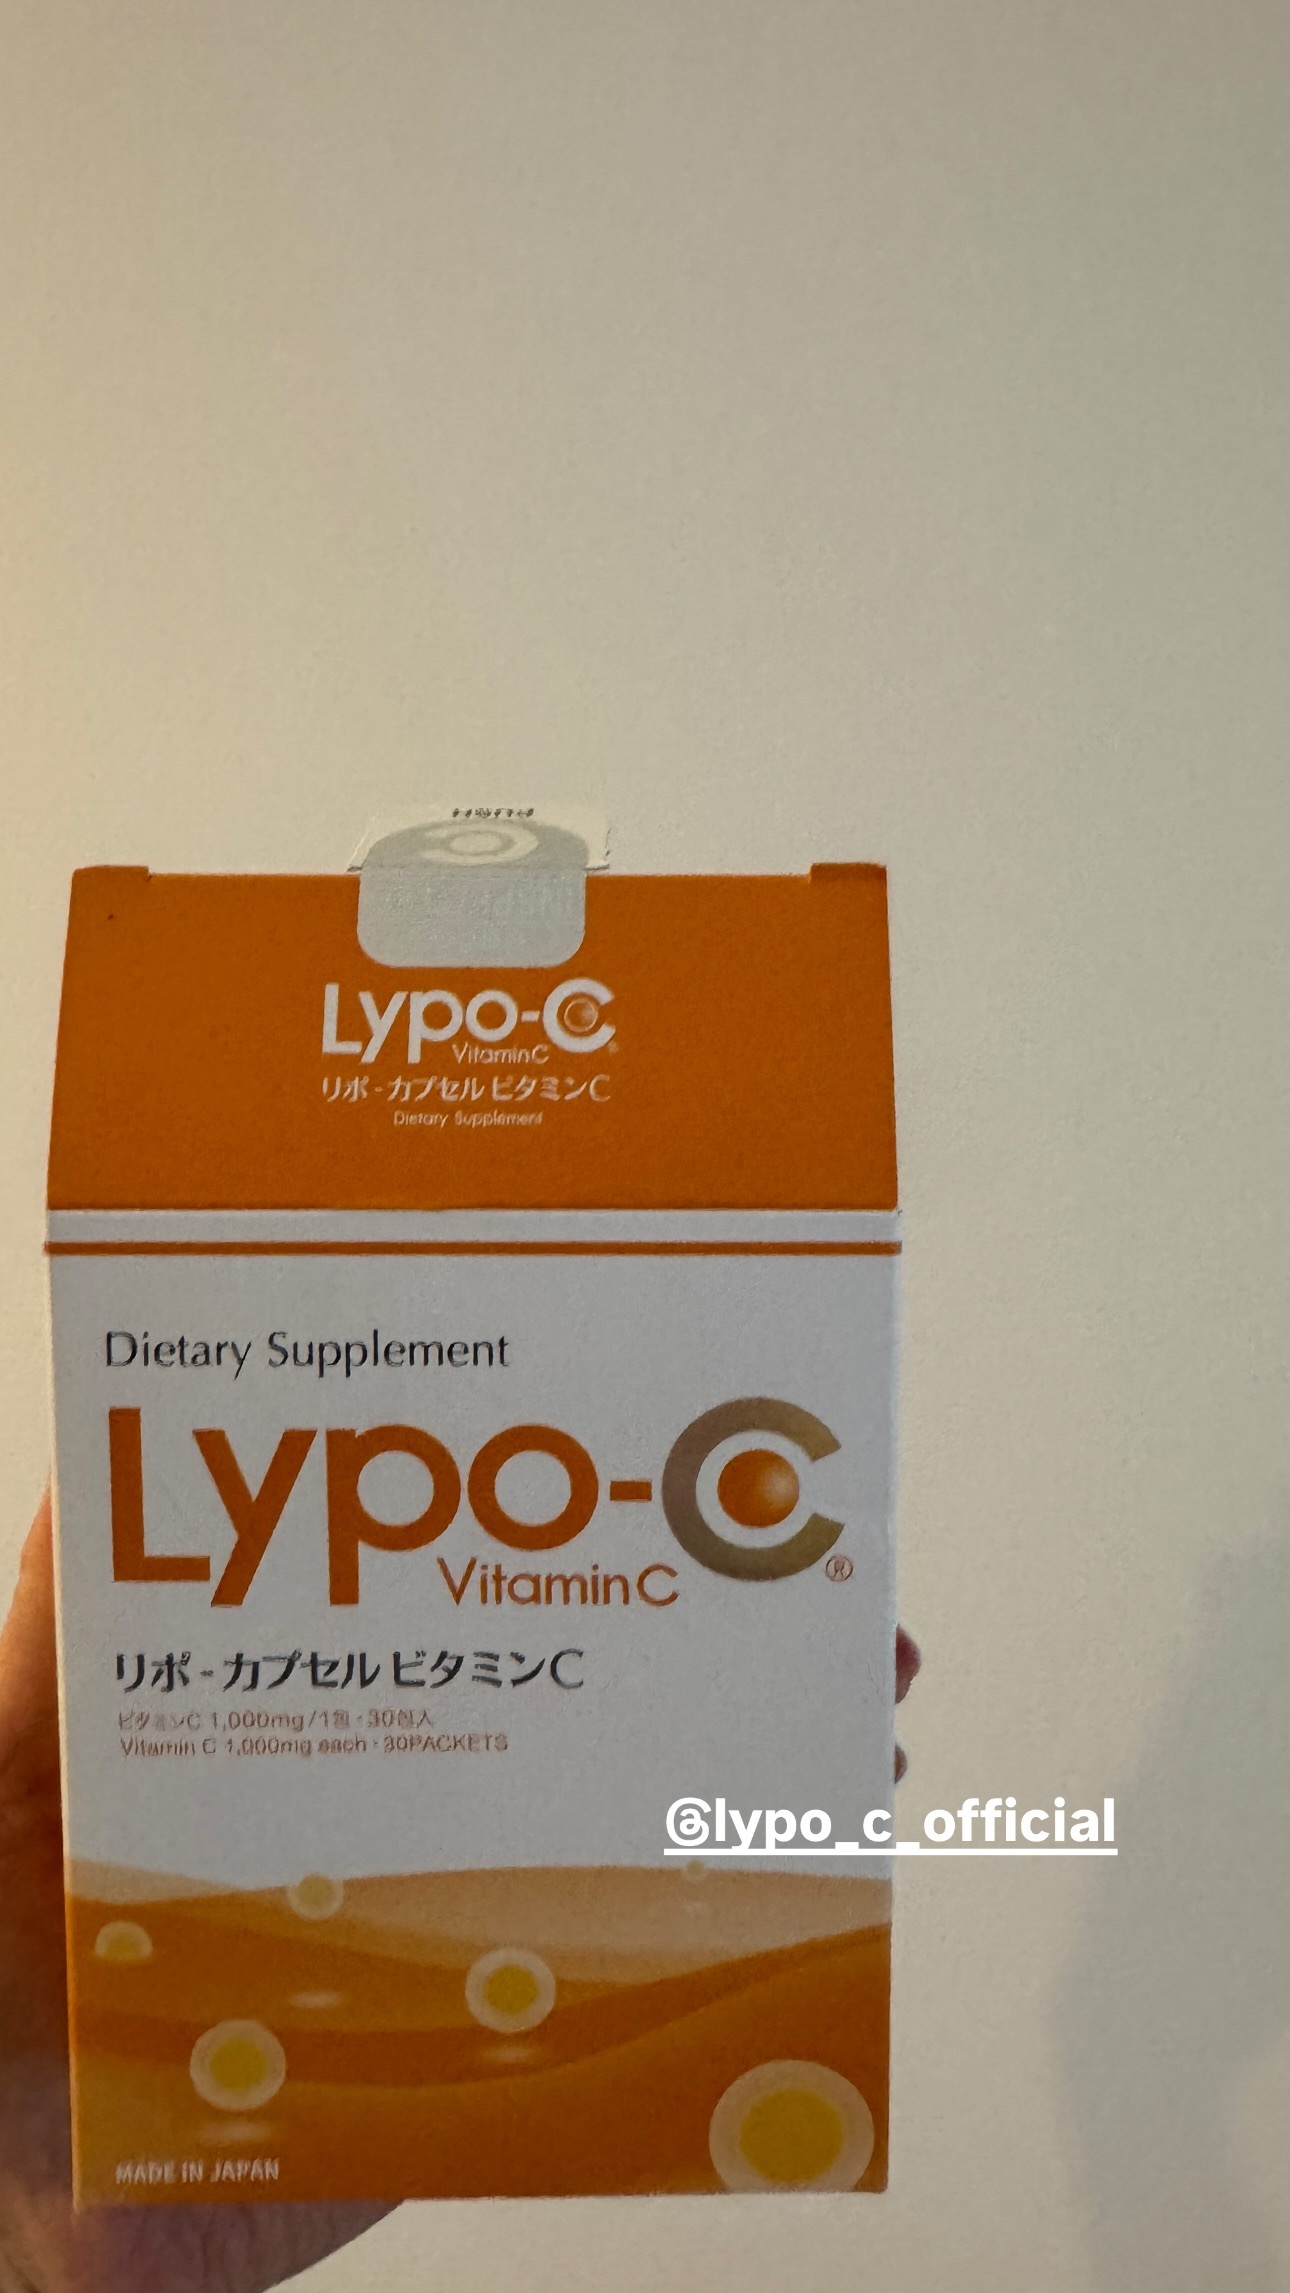 Lypo-C
VitaminC
リポ-カプセル ビタミンC
Dietary Supplement
Dietary Supplement
Lypo-C®
VitaminC
リポ-カプセル ビタミンC
ビタミンC 1,000mg/1包・30包入
Vitamin C 1,000mg each・30PACKETS
@lypo_c_official
MADE IN JAPAN